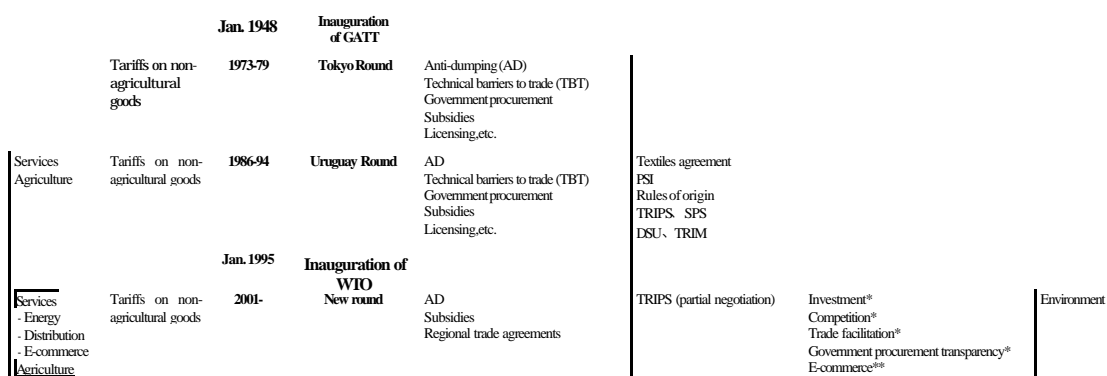 Jan. 1948 Inauguration
of GATT
Tariffs on non- 1973-79 Tokyo Round Anti-dumping (AD)
agricultural Technical barriers to trade (TBT)
goods Government procurement
Subsidies
Licensing,etc.
Services Tariffs on non- 1986-94 Uruguay Round AD Textiles agreement
Agriculture agricultural goods Technical barriers to trade (TBT) PSI
Government procurement Rules of origin
Subsidies TRIPS、SPS
Licensing,etc. DSU、TRIM
Jan. 1995 Inauguration of
WTO
Services Tariffs on non- 2001- New round AD TRIPS (partial negotiation) Investment* Environment
- Energy agricultural goods Subsidies Competition*
- Distribution Regional trade agreements Trade facilitation*
- E-commerce Government procurement transparency*
Agriculture E-commerce**